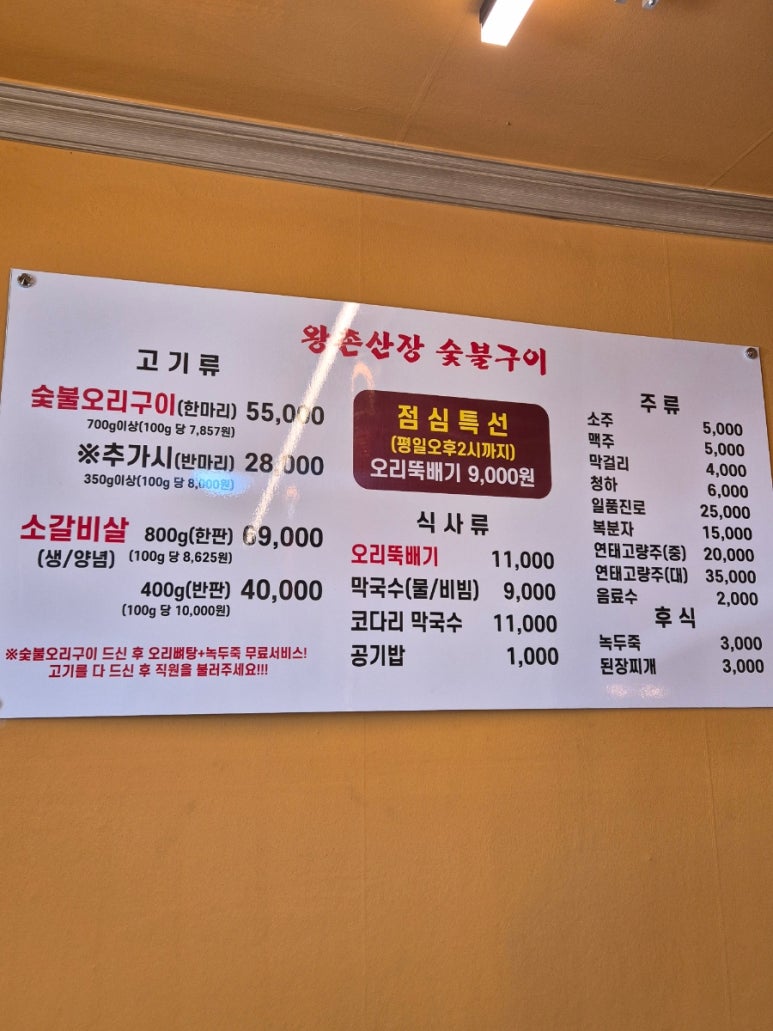 왕촌산장 숯불구이
고기류
숯불오리구이(한마리) 55,000
700g이상(100g 당 7,857원)
※추가시(반마리) 28,000
350g이상(100g 당 8,000원)
소갈비살 800g(한판) 69,000
(생/양념) (100g 당 8,625원)
400g(반판) 40,000
(100g 당 10,000원)
※숯불오리구이 드신 후 오리뼈탕+녹두죽 무료서비스!
고기를 다 드신 후 직원을 불러주세요!!!
점심특선
(평일오후2시까지)
오리뚝배기 9,000원
식사류
오리뚝배기 11,000
막국수(물/비빔) 9,000
코다리 막국수 11,000
공기밥 1,000
주류
소주 5,000
맥주 5,000
막걸리 4,000
청하 6,000
일품진로 25,000
복분자 15,000
연태고량주(중) 20,000
연태고량주(대) 35,000
음료수 2,000
후식
녹두죽 3,000
된장찌개 3,000